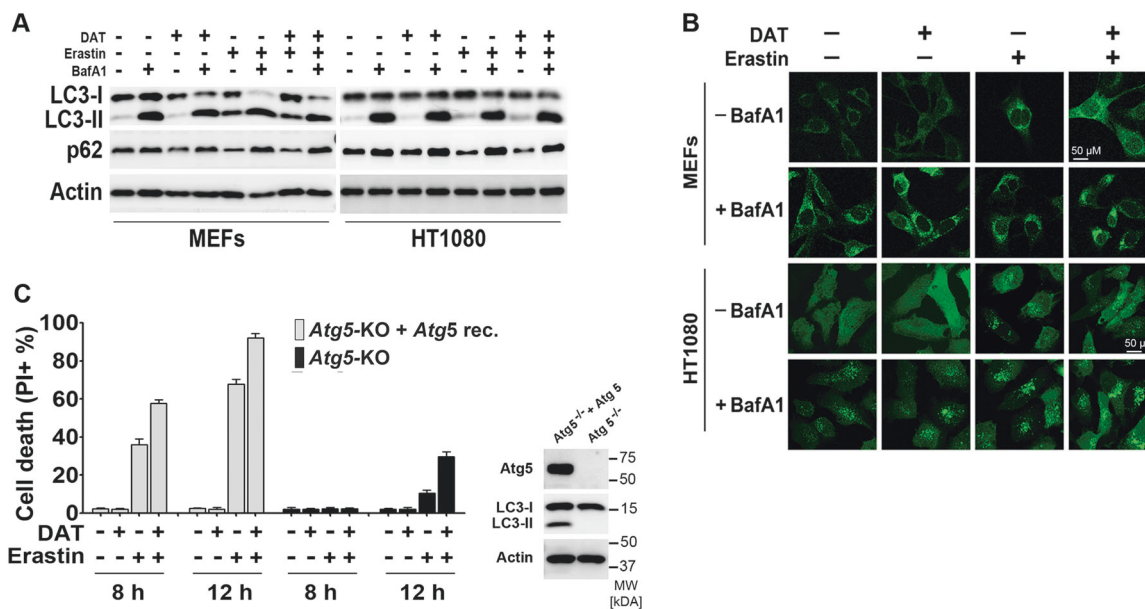 A
DAT - - + + - - + + - - + + - - + +
Erastin - - - - + + + + - - - - + + + +
BafA1 - + - + - + - + - + - + - + - +
LC3-I
LC3-II
p62
Actin
MEFs HT1080
B
DAT − + − +
Erastin − − + +
MEFs
− BafA1
50 µM
+ BafA1
HT1080
− BafA1
50 µm
+ BafA1
C
Cell death (PI+ %)
100
80
60
40
20
0
Atg5-KO + Atg5 rec.
Atg5-KO
DAT - + - + - + - + - + - + - + - +
Erastin - - + + - - + + - - + + - - + +
8 h 12 h 8 h 12 h
Atg5-/- + Atg 5
Atg 5-/-
Atg5
75
50
LC3-I
15
LC3-II
Actin
50
37
MW
[kDA]